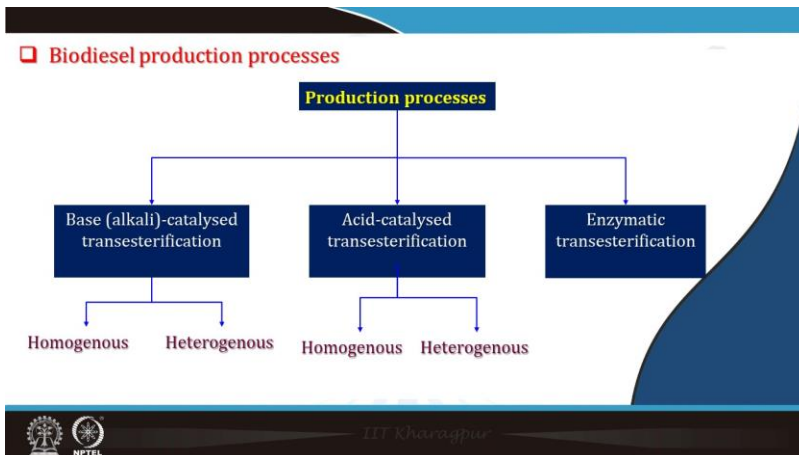 Biodiesel production processes
Production processes
Base (alkali)-catalysed
transesterification
Acid-catalysed
transesterification
Enzymatic
transesterification
Homogenous
Heterogenous
Homogenous
Heterogenous
NPTEL
IIT Kharagpur